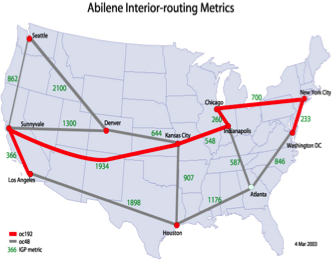 Abilene Interior-routing Metrics
Seattle
862
2100
Sunnyvale
1300
Denver
644
Kansas City
Chicago
260
700
New York City
Indianapolis
548
233
Washington DC
366
Los Angeles
1934
587
846
907
Atlanta
1898
1176
Houston
oc192
oc48
366 IGP metric
4 Mar 2003